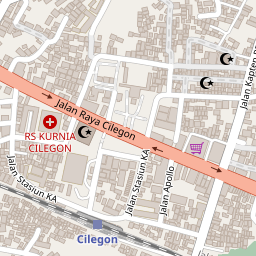 Jalan Kapten P
Jalan Raya Cilegon
RS KURNIA
CILEGON
Jalan Stasiun KA
Jalan Stasiun KA
Jalan Apollo
Cilegon